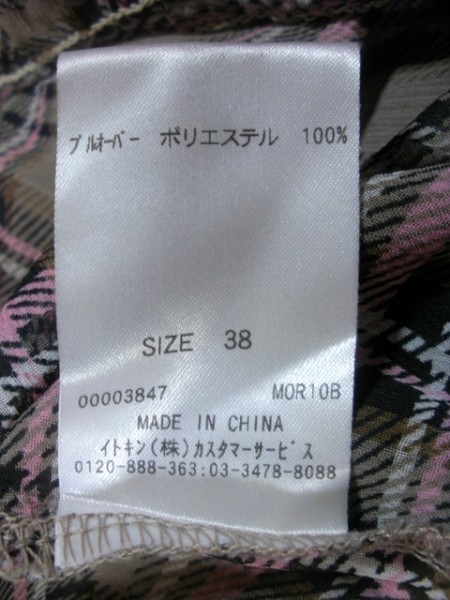 プルオーバー ポリエステル 100%
SIZE 38
00003847 MOR10B
MADE IN CHINA
イトキン(株)カスタマーサービス
0120-888-363:03-3478-8088